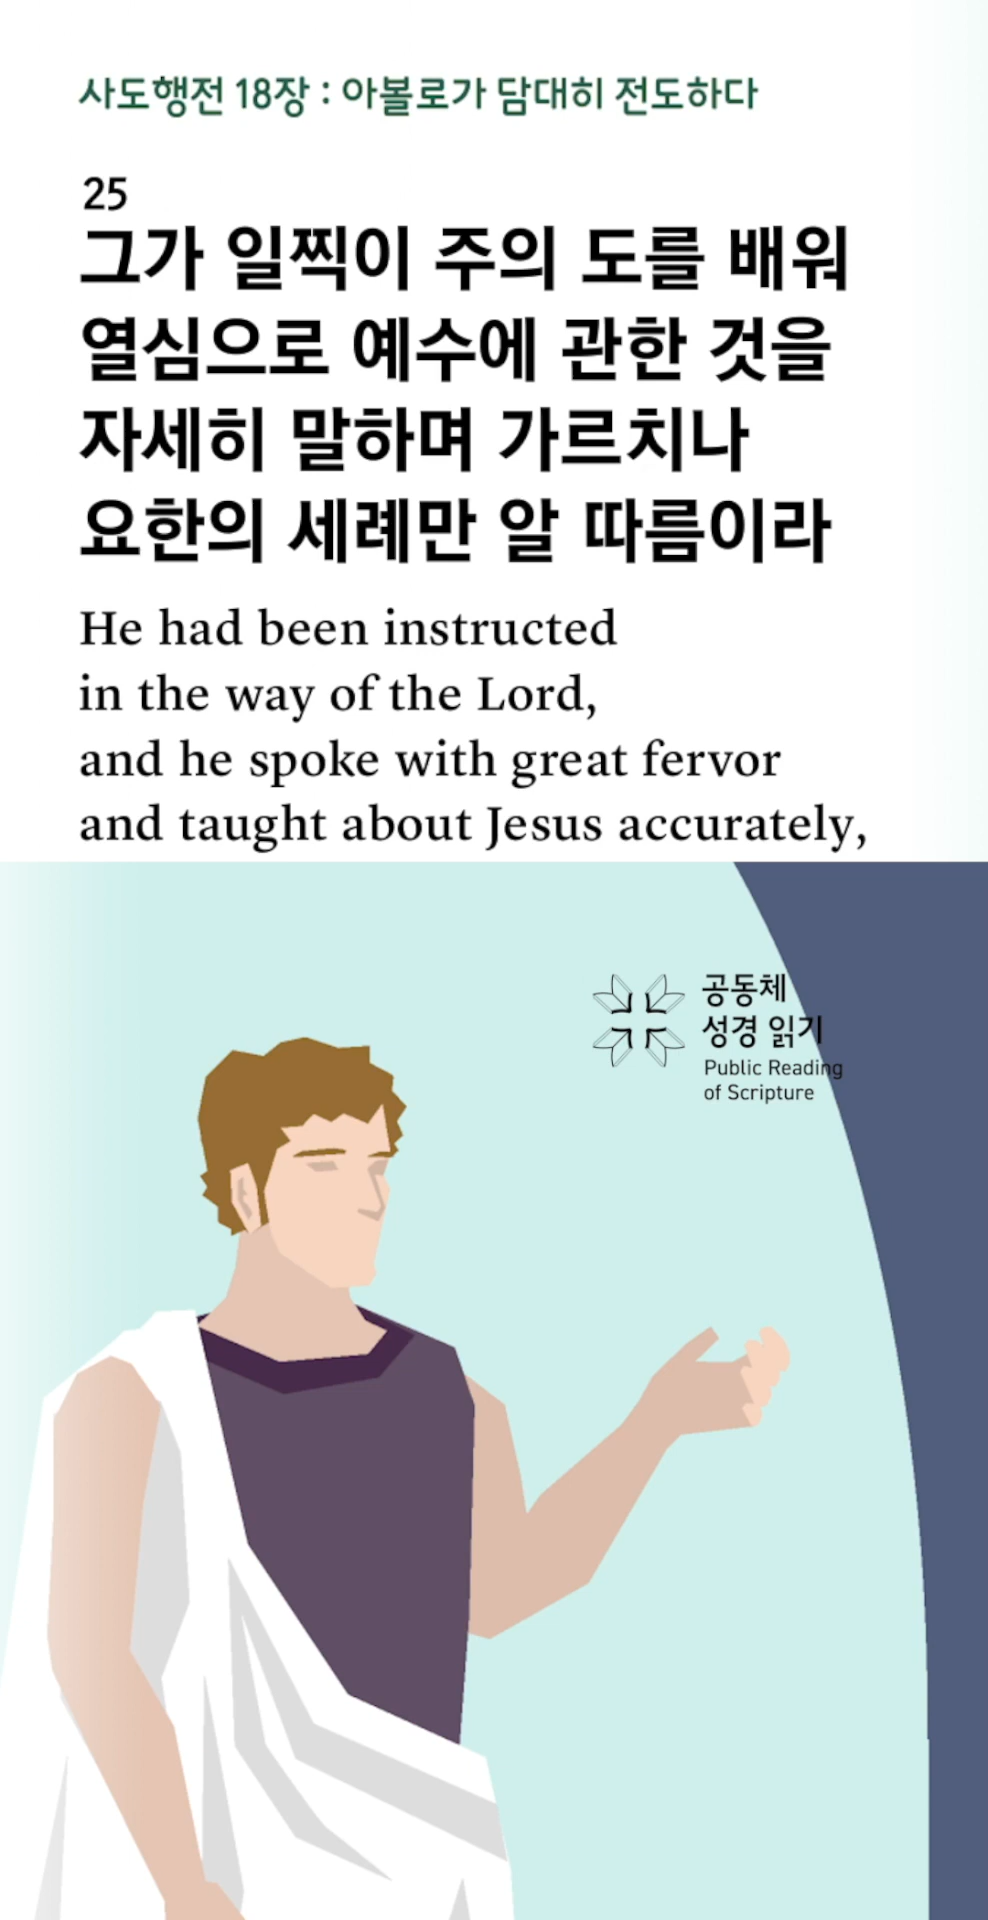 사도행전 18장 : 아볼로가 담대히 전도하다
25
그가 일찍이 주의 도를 배워
열심으로 예수에 관한 것을
자세히 말하며 가르치나
요한의 세례만 알 따름이라
He had been instructed
in the way of the Lord,
and he spoke with great fervor
and taught about Jesus accurately,
공동체
성경 읽기
Public Reading
of Scripture